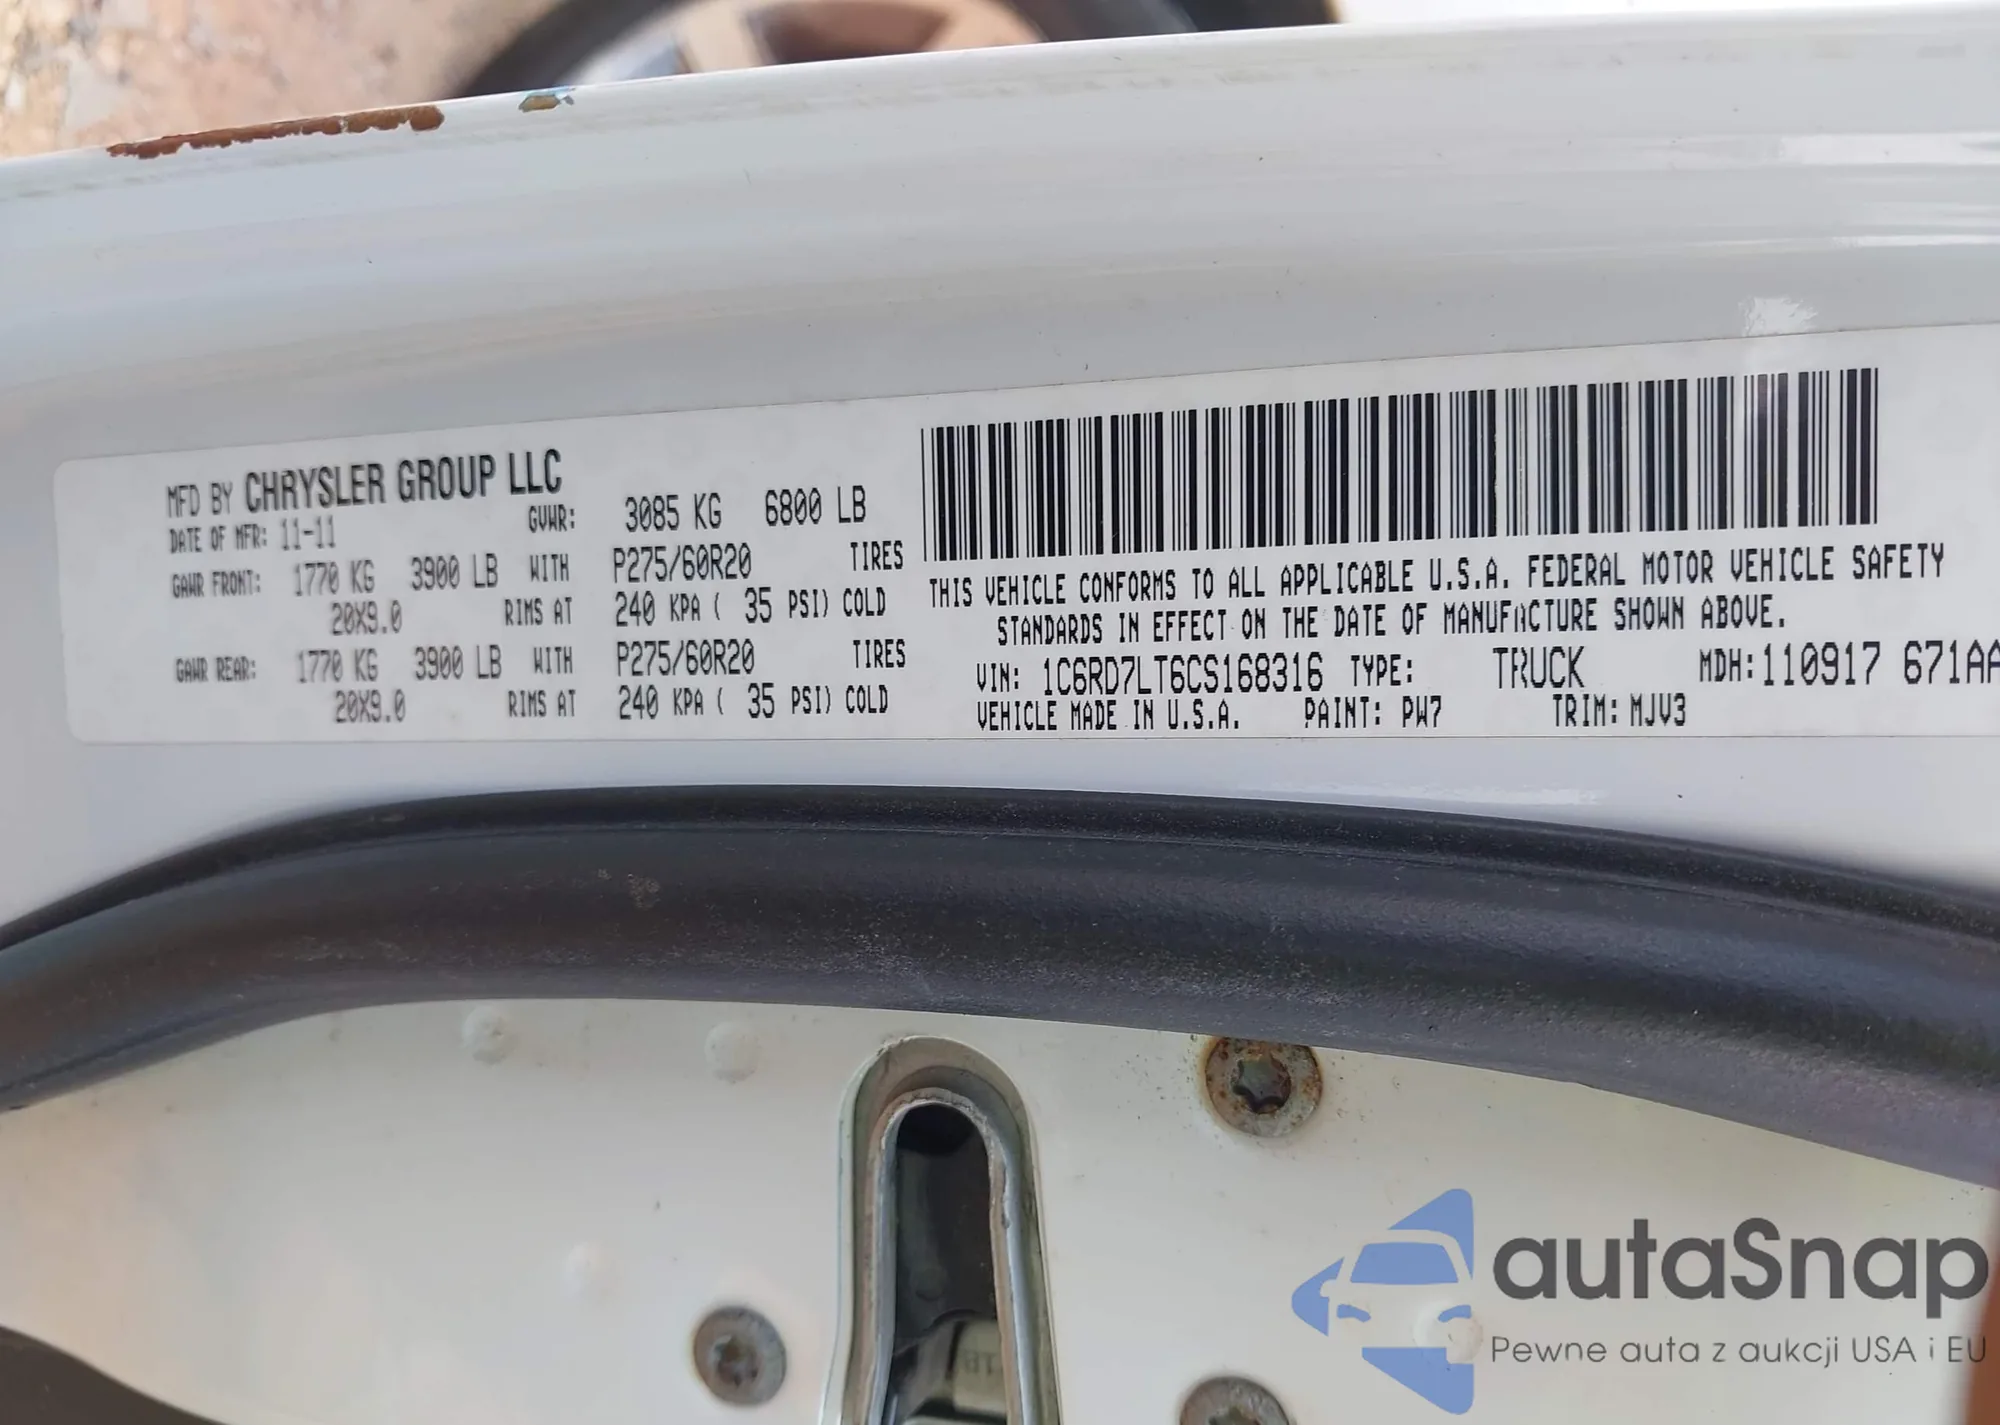 MFD BY CHRYSLER GROUP LLC
DATE OF MFR: 11-11 GVWR: 3085 KG 6800 LB
GAWR FRONT: 1770 KG 3900 LB WITH P275/60R20 TIRES
20X9.0 RIMS AT 240 KPA ( 35 PSI) COLD
GAWR REAR: 1770 KG 3900 LB WITH P275/60R20 TIRES
20X9.0 RIMS AT 240 KPA ( 35 PSI) COLD
THIS VEHICLE CONFORMS TO ALL APPLICABLE U.S.A. FEDERAL MOTOR VEHICLE SAFETY
STANDARDS IN EFFECT ON THE DATE OF MANUFACTURE SHOWN ABOVE.
VIN: 1C6RD7LT6CS168316 TYPE: TRUCK MDH: 110917 671AA
VEHICLE MADE IN U.S.A. PAINT: PW7 TRIM: MJV3
autaSnap
Pewne auta z aukcji USA i EU